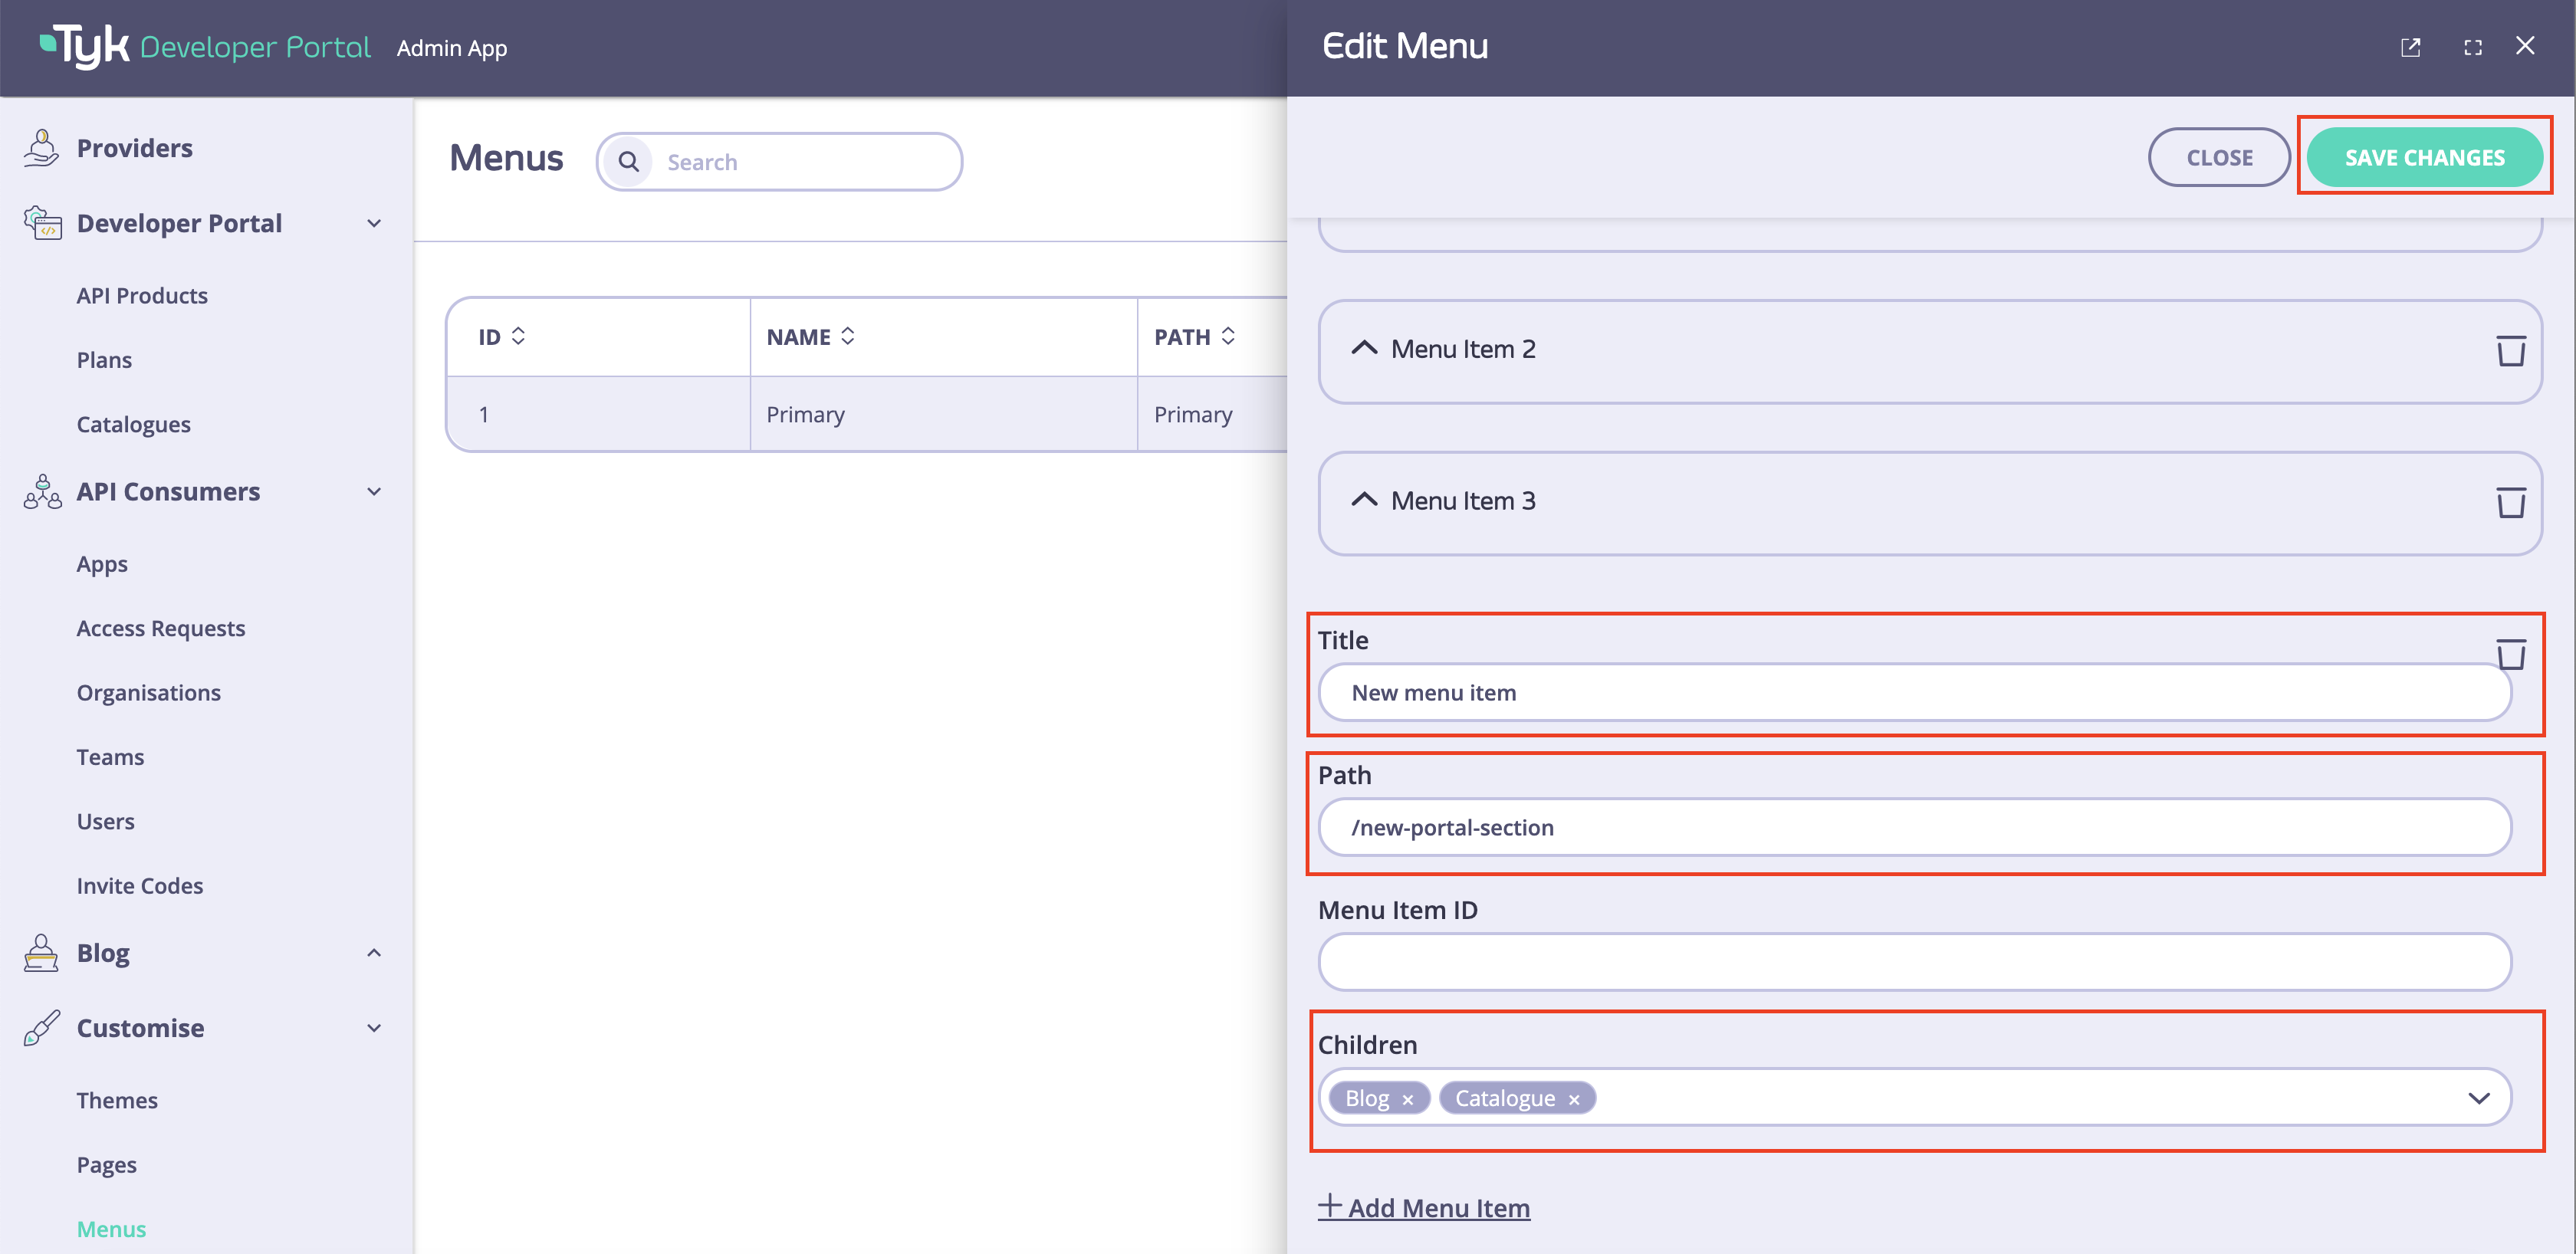 Tyk Developer Portal Admin App
Edit Menu
Providers
Developer Portal
API Products
Plans
Catalogues
API Consumers
Apps
Access Requests
Organisations
Teams
Users
Invite Codes
Blog
Customise
Themes
Pages
Menus
Menus
Search
ID NAME PATH
1 Primary Primary
CLOSE SAVE CHANGES
Menu Item 2
Menu Item 3
Title
New menu item
Path
/new-portal-section
Menu Item ID
Children
Blog × Catalogue ×
+ Add Menu Item